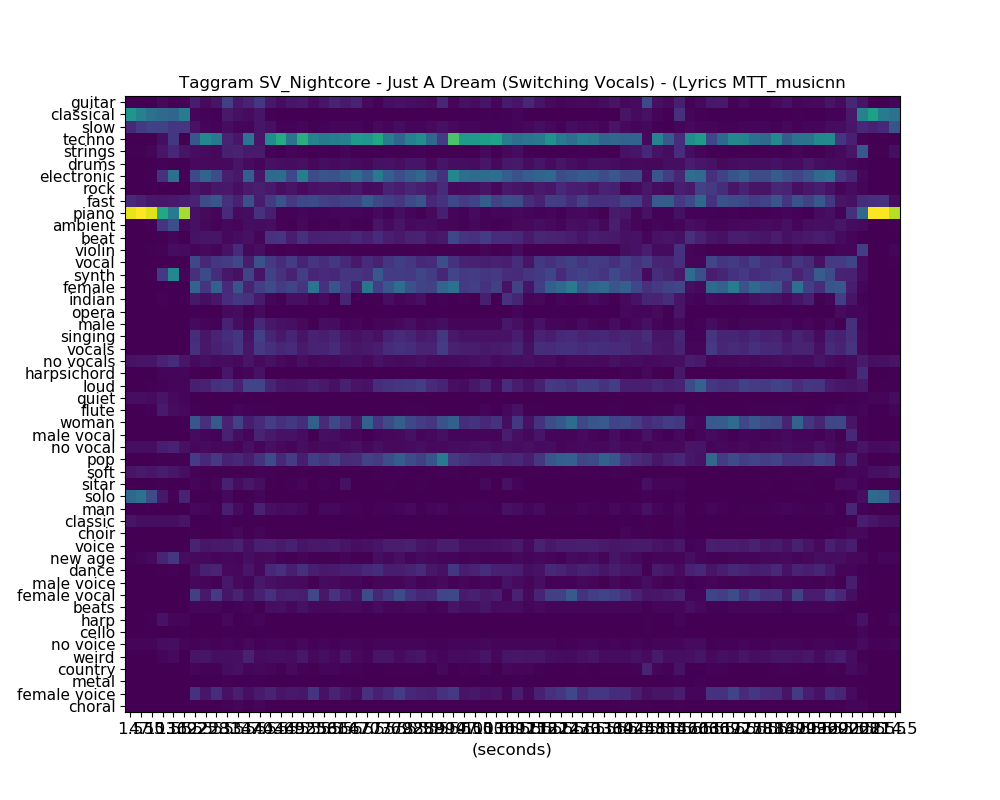 Taggram SV_Nightcore - Just A Dream (Switching Vocals) - (Lyrics MTT_musicnn
guitar
classical
slow
techno
strings
drums
electronic
rock
fast
piano
ambient
beat
violin
vocal
synth
female
indian
opera
male
singing
vocals
no vocals
harpsichord
loud
quiet
flute
woman
male vocal
no vocal
pop
soft
sitar
solo
man
classic
choir
voice
new age
dance
male voice
female vocal
beats
harp
cello
no voice
weird
country
metal
female voice
choral
(seconds)